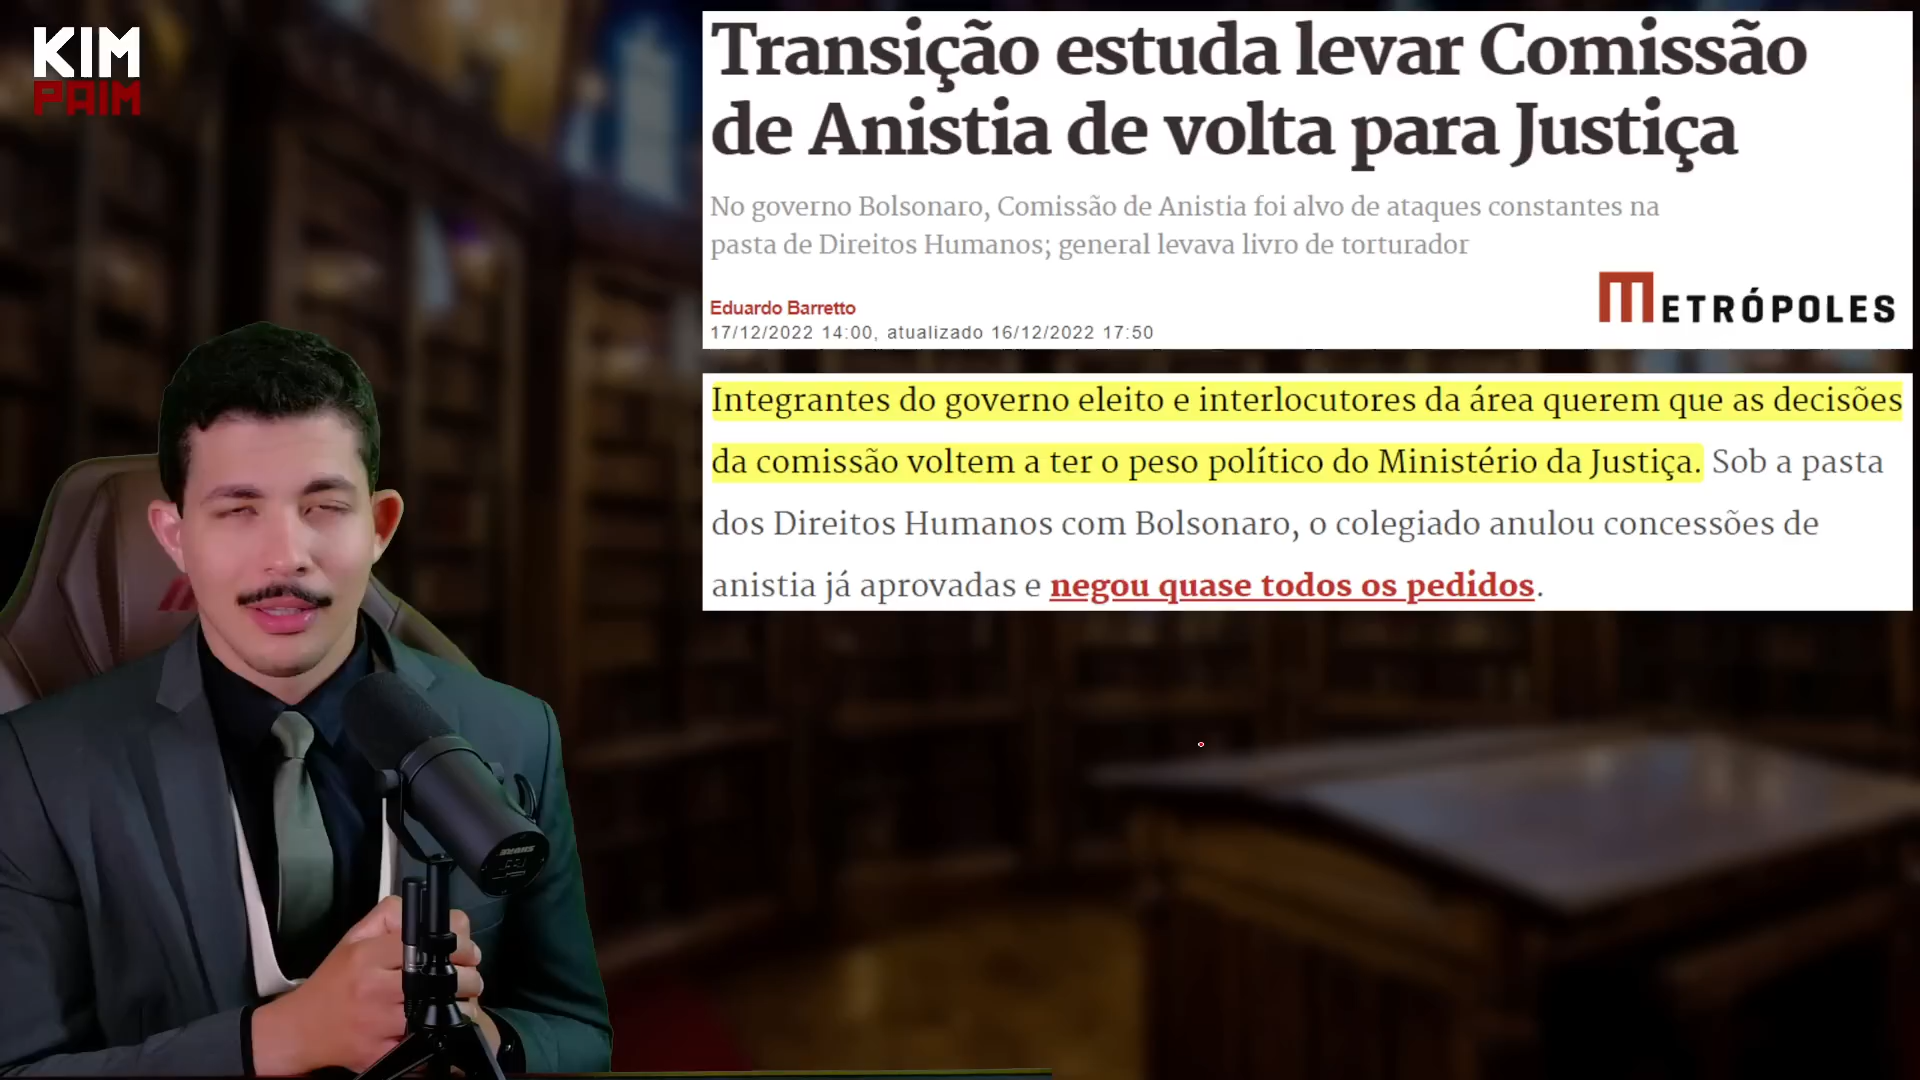 KIM
PAIM
Transição estuda levar Comissão
de Anistia de volta para Justiça
No governo Bolsonaro, Comissão de Anistia foi alvo de ataques constantes na
pasta de Direitos Humanos; general levava livro de torturador
Eduardo Barretto
17/12/2022 14:00, atualizado 16/12/2022 17:50
METRÓPOLES
Integrantes do governo eleito e interlocutores da área querem que as decisões
da comissão voltem a ter o peso político do Ministério da Justiça. Sob a pasta
dos Direitos Humanos com Bolsonaro, o colegiado anulou concessões de
anistia já aprovadas e negou quase todos os pedidos.